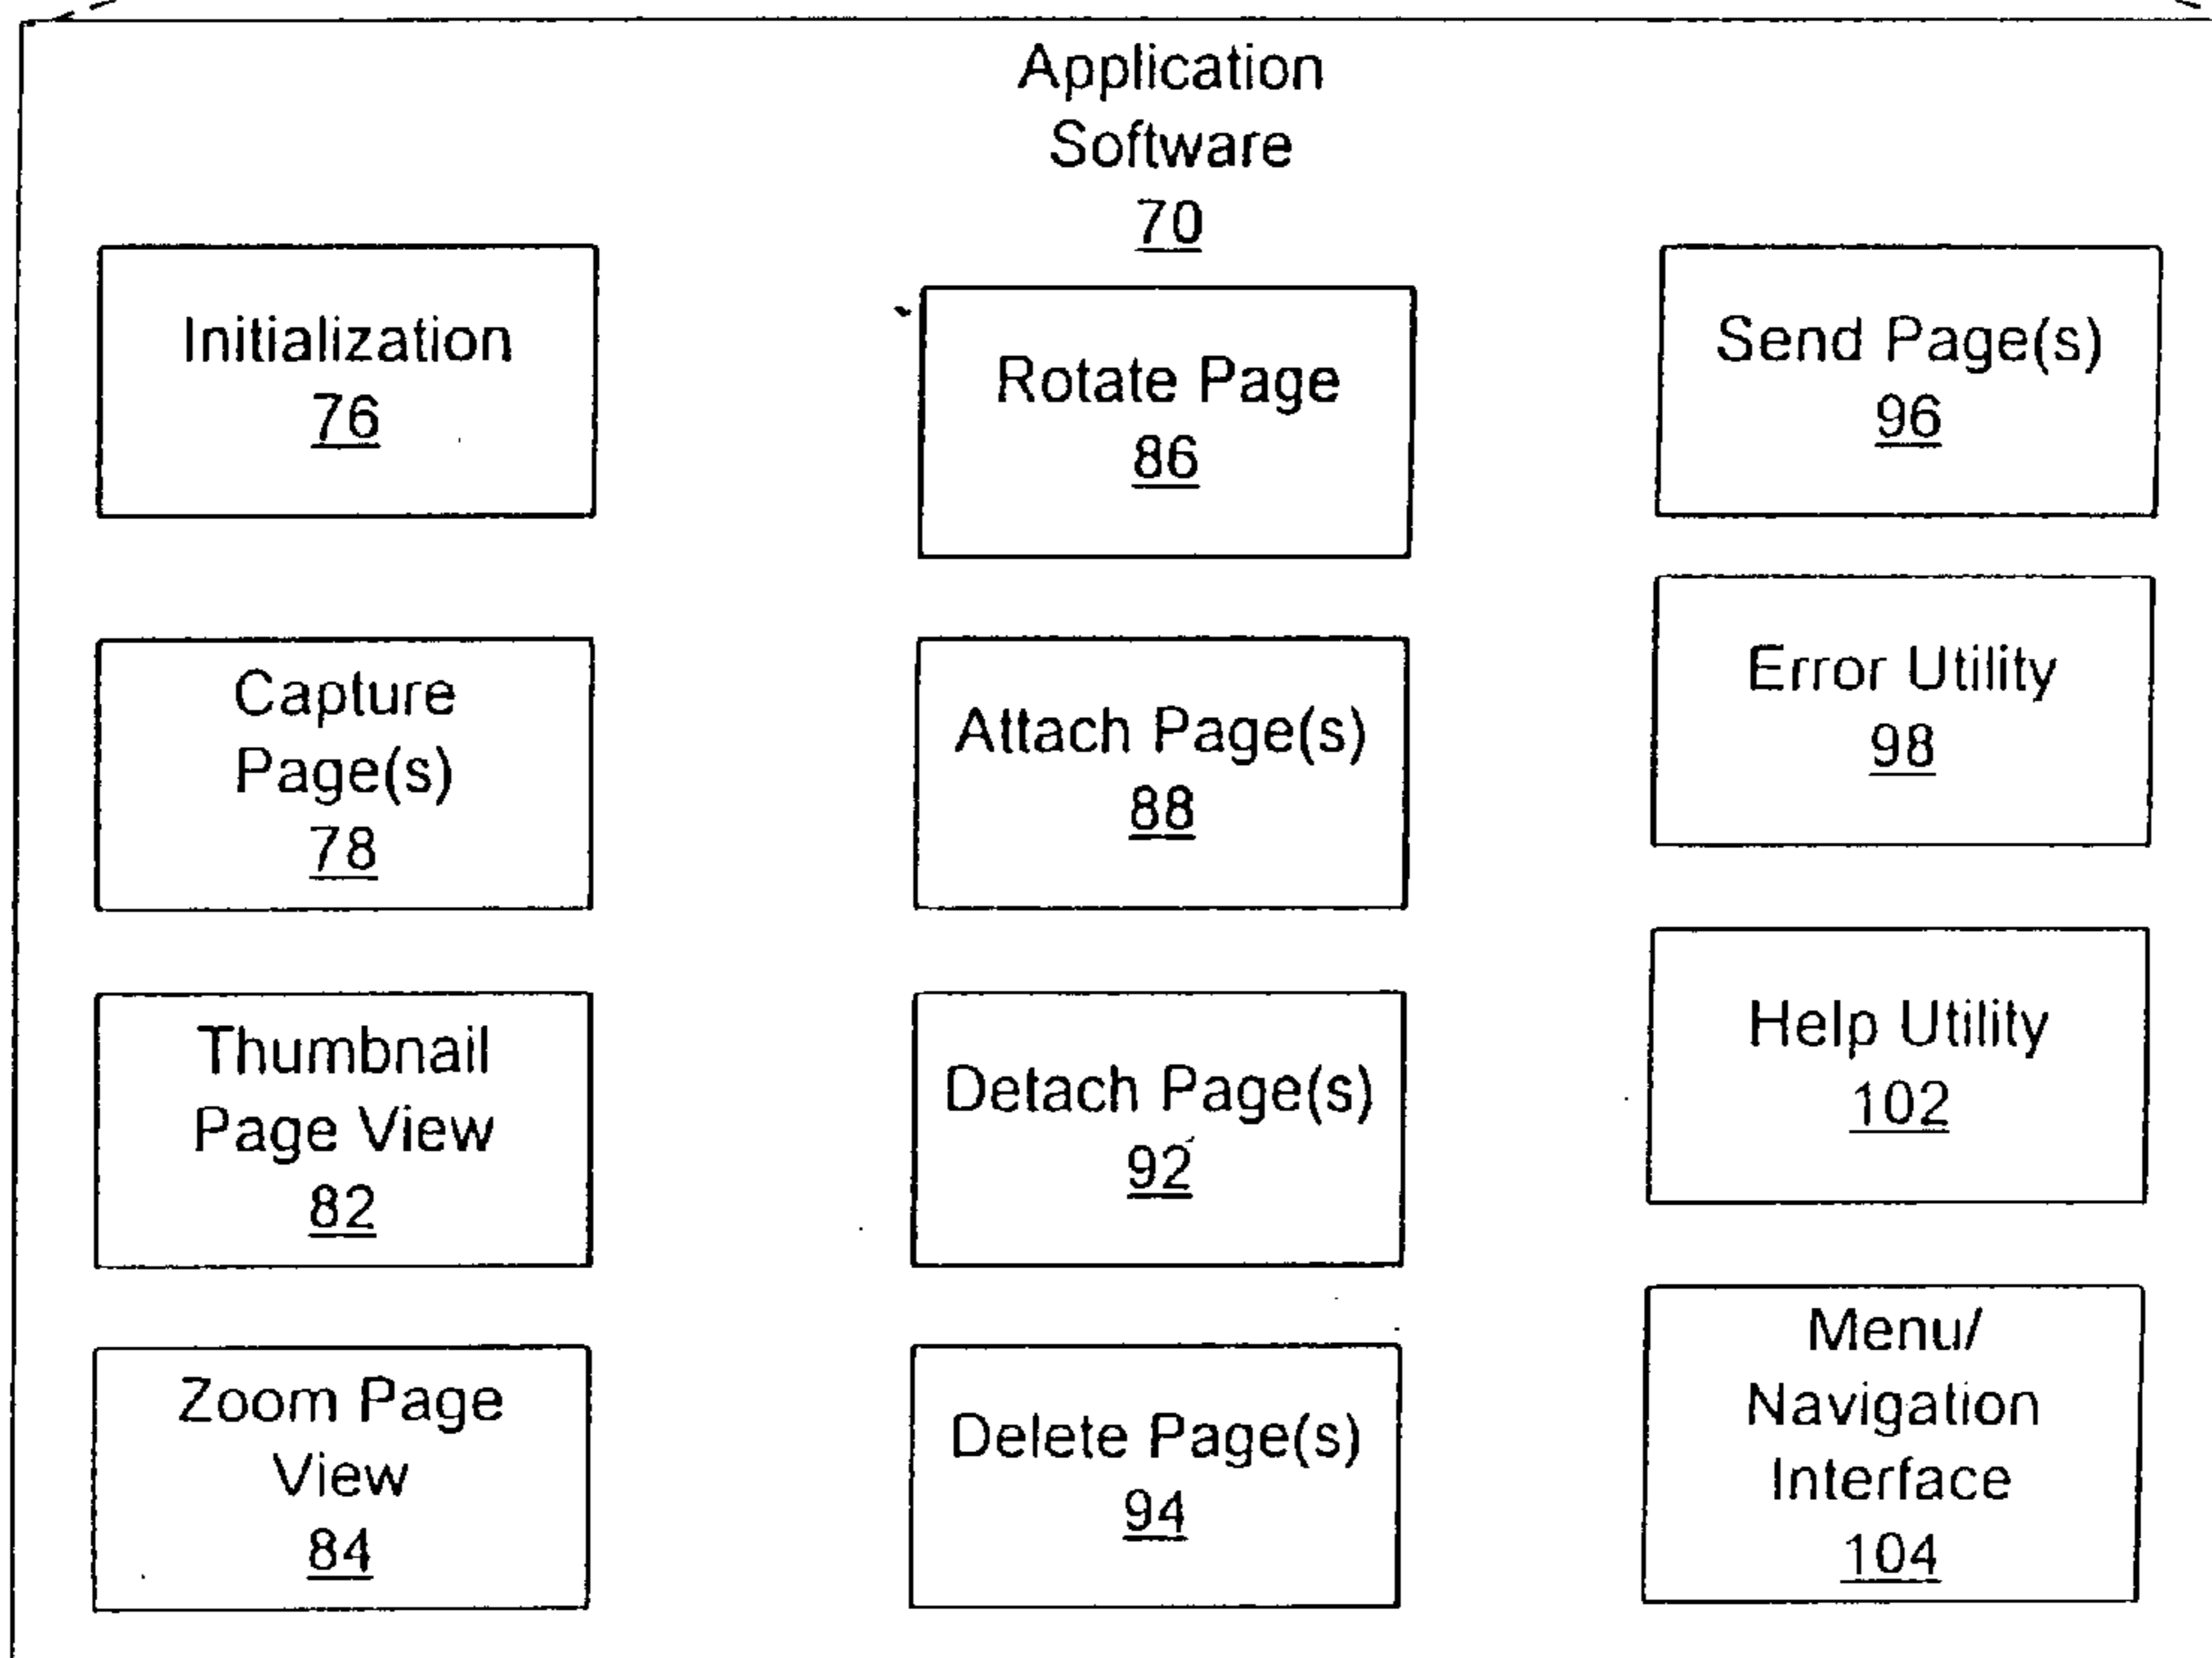 Application
Software
70
Initialization
76
Capture
Page(s)
78
Thumbnail
Page View
82
Zoom Page
View
84
Rotate Page
86
Attach Page(s)
88
Detach Page(s)
92
Delete Page(s)
94
Send Page(s)
96
Error Utility
98
Help Utility
102
Menu/
Navigation
Interface
104